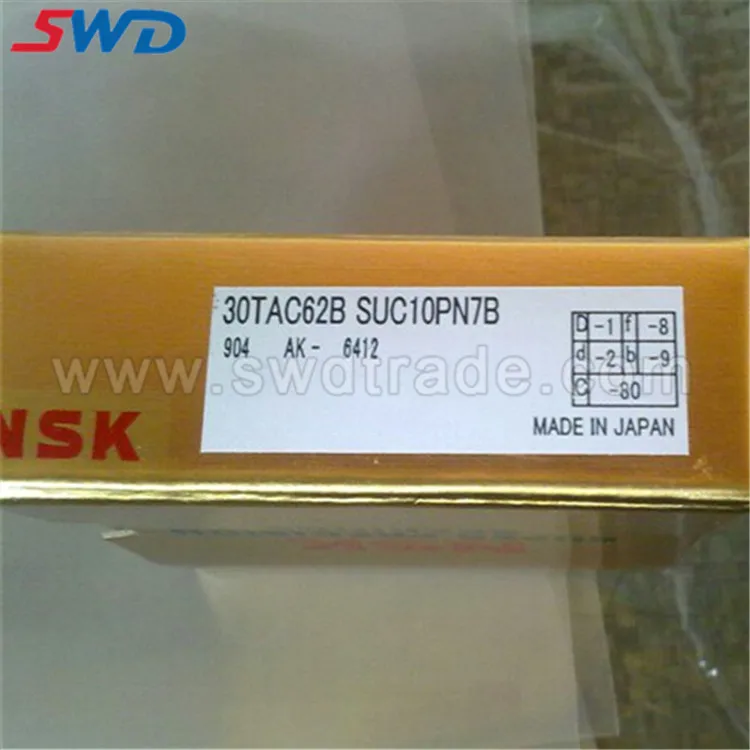 SWD
30TAC62B SUC10PN7B
904 AK- 6412
D -1 f -8
d -2 b -9
C -80
www.swdtrade.com
NSK
MADE IN JAPAN